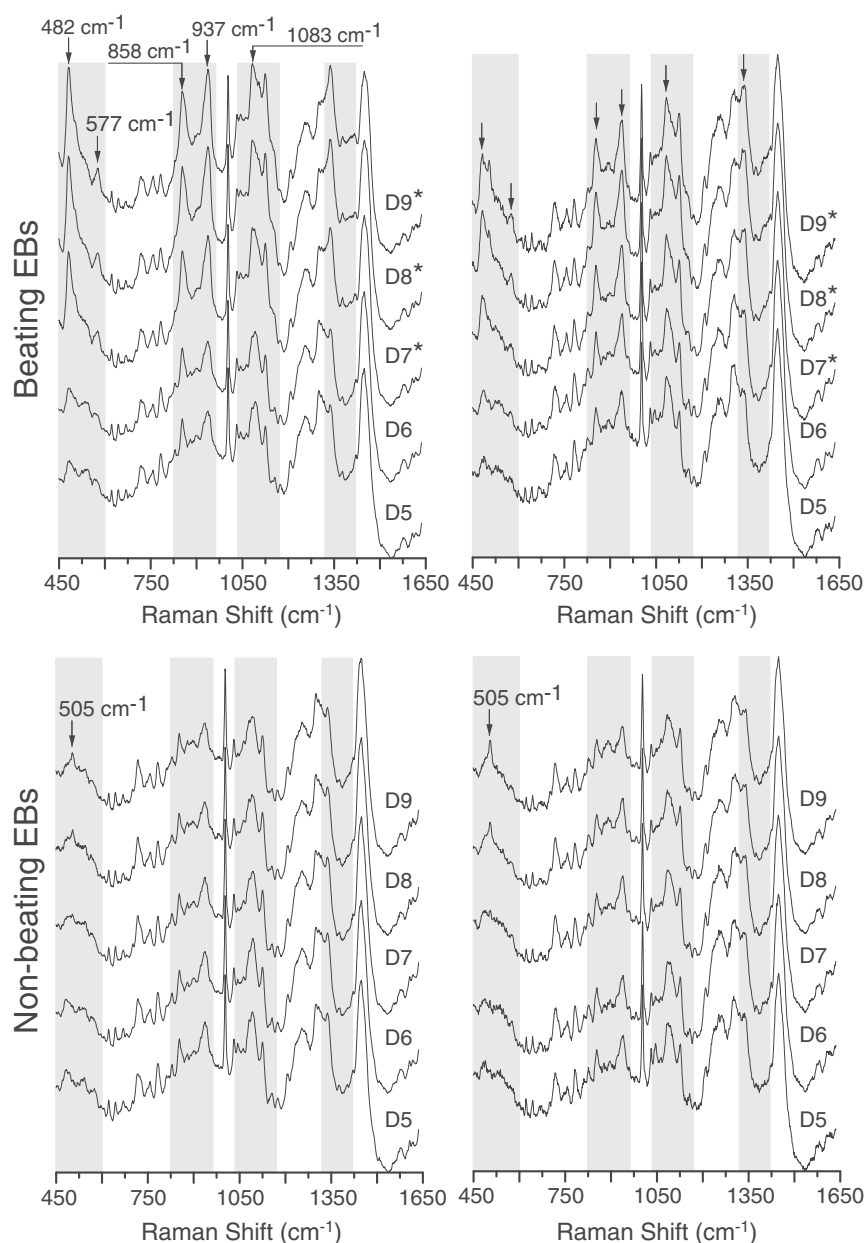 482 cm-1
937 cm-1
858 cm-1
1083 cm-1
577 cm-1
Beating EBs
D9*
D8*
D7*
D6
D5
450 750 1050 1350 1650
Raman Shift (cm-1)
D9*
D8*
D7*
D6
D5
450 750 1050 1350 1650
Raman Shift (cm-1)
Non-beating EBs
505 cm-1
D9
D8
D7
D6
D5
450 750 1050 1350 1650
Raman Shift (cm-1)
505 cm-1
D9
D8
D7
D6
D5
450 750 1050 1350 1650
Raman Shift (cm-1)